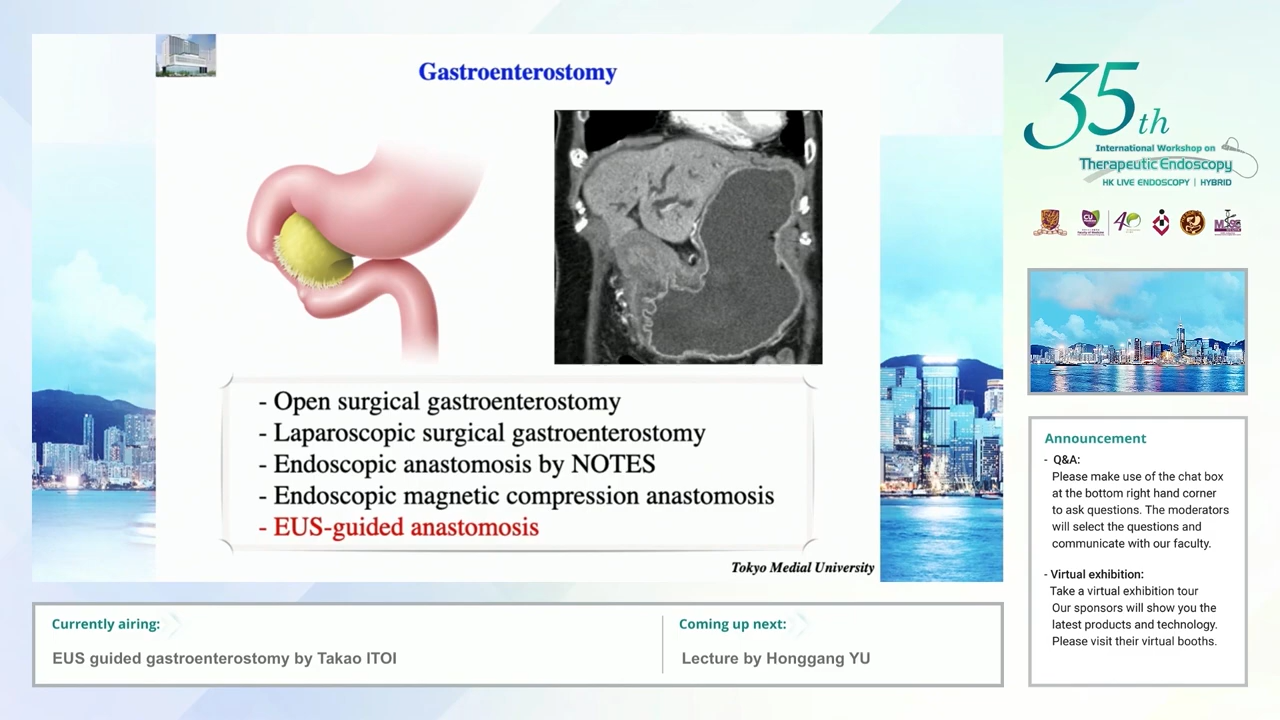 Gastroenterostomy
- Open surgical gastroenterostomy
- Laparoscopic surgical gastroenterostomy
- Endoscopic anastomosis by NOTES
- Endoscopic magnetic compression anastomosis
- EUS-guided anastomosis
Tokyo Medial University
35th
International Workshop on
Therapeutic Endoscopy
HK LIVE ENDOSCOPY | HYBRID
Announcement
- Q&A:
Please make use of the chat box
at the bottom right hand corner
to ask questions. The moderators
will select the questions and
communicate with our faculty.
- Virtual exhibition:
Take a virtual exhibition tour
Our sponsors will show you the
latest products and technology.
Please visit their virtual booths.
Currently airing:
EUS guided gastroenterostomy by Takao ITOI
Coming up next:
Lecture by Honggang YU